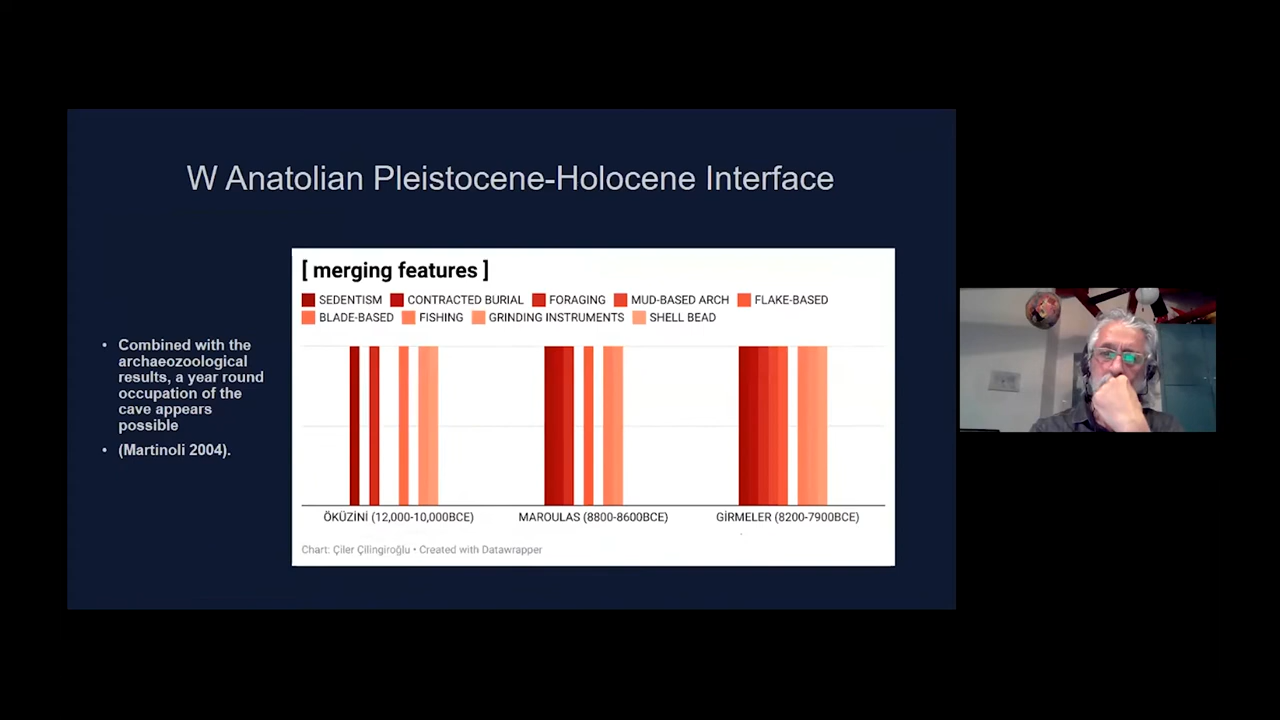 W Anatolian Pleistocene-Holocene Interface
[ merging features ]
SEDENTISM CONTRACTED BURIAL FORAGING MUD-BASED ARCH FLAKE-BASED
BLADE-BASED FISHING GRINDING INSTRUMENTS SHELL BEAD
• Combined with the
archaeozoological
results, a year round
occupation of the
cave appears
possible
• (Martinoli 2004).
ÖKÜZİNİ (12,000-10,000BCE) MAROULAS (8800-8600BCE) GİRMELER (8200-7900BCE)
Chart: Çiler Çilingiroğlu • Created with Datawrapper